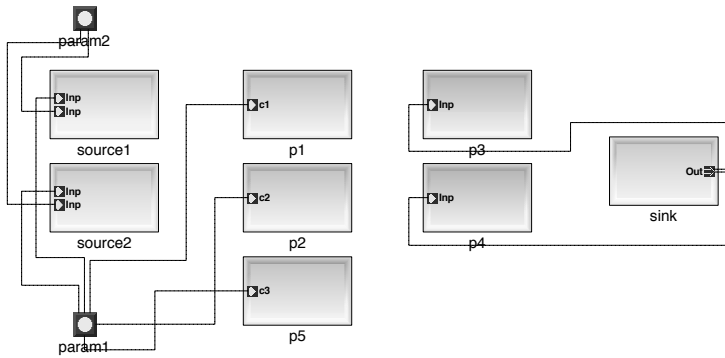 param2
Inp
Inp
source1
c1
p1
Inp
p3
Inp
Inp
source2
c2
p2
Inp
p4
Out
sink
c3
p5
param1